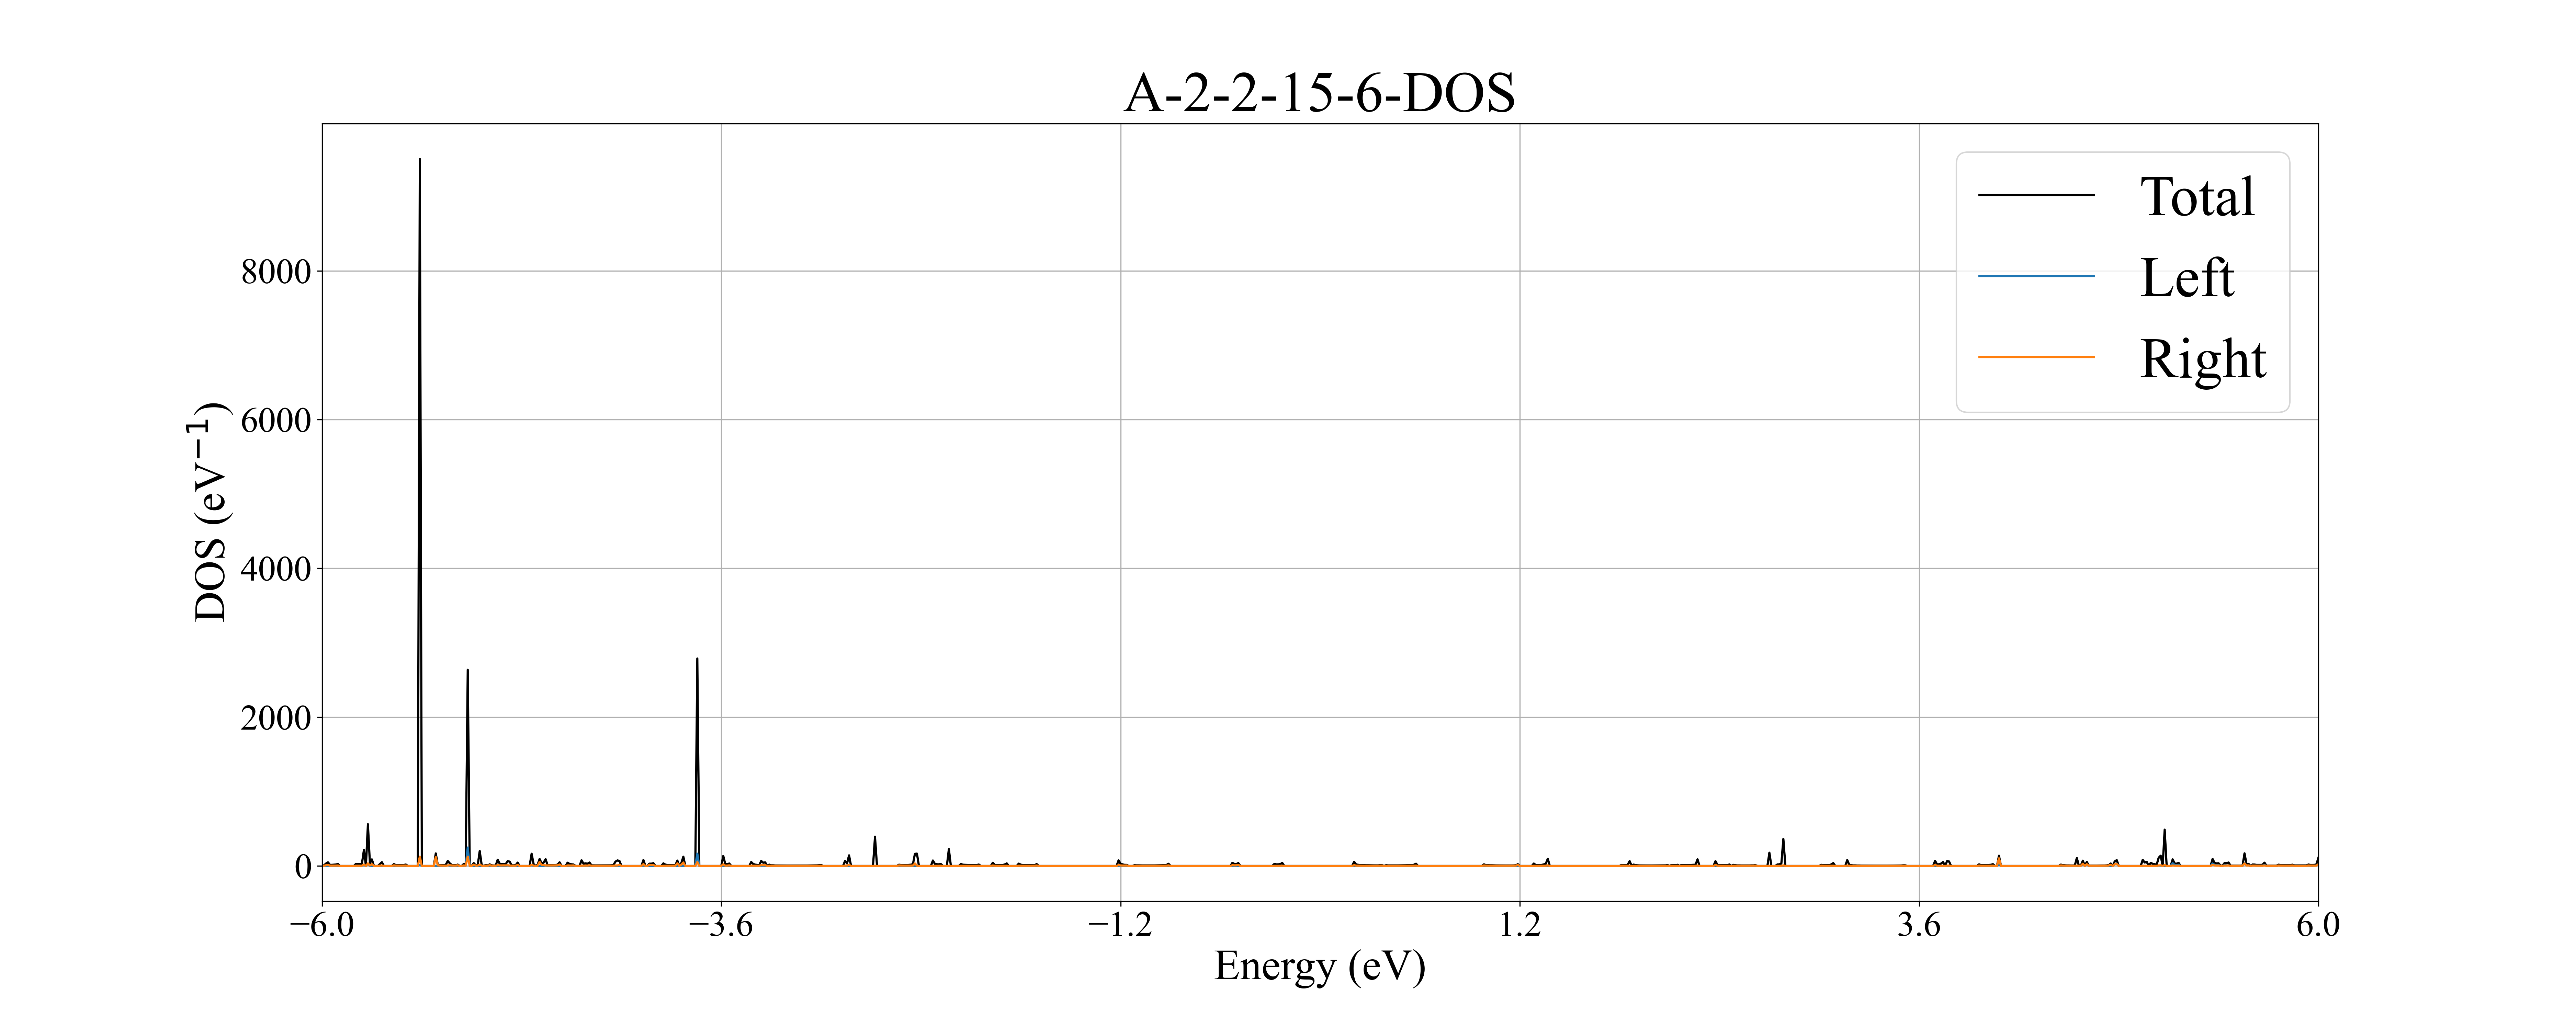 A-2-2-15-6-DOS
Total
Left
Right
8000
6000
4000
2000
0
DOS (eV⁻¹)
−6.0 −3.6 −1.2 1.2 3.6 6.0
Energy (eV)